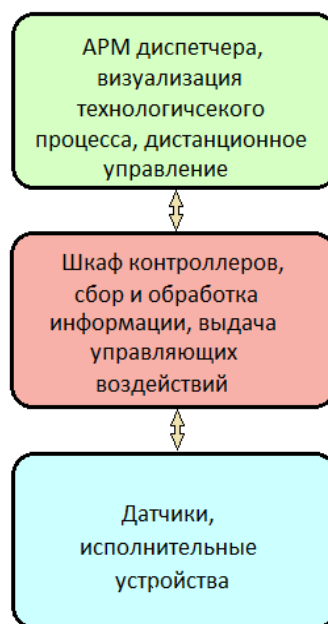 АРМ диспетчера,
визуализация
технологичсекого
процесса, дистанционное
управление
Шкаф контроллеров,
сбор и обработка
информации, выдача
управляющих
воздействий
Датчики,
исполнительные
устройства